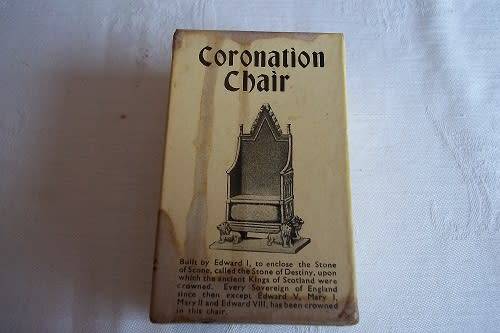 Coronation
Chair
Built by Edward I, to enclose the Stone
of Scone, called the Stone of Destiny, upon
which the ancient Kings of Scotland were
crowned. Every Sovereign of England
since then except Edward V, Mary I,
Mary II and Edward VIII, has been crowned
in this chair.